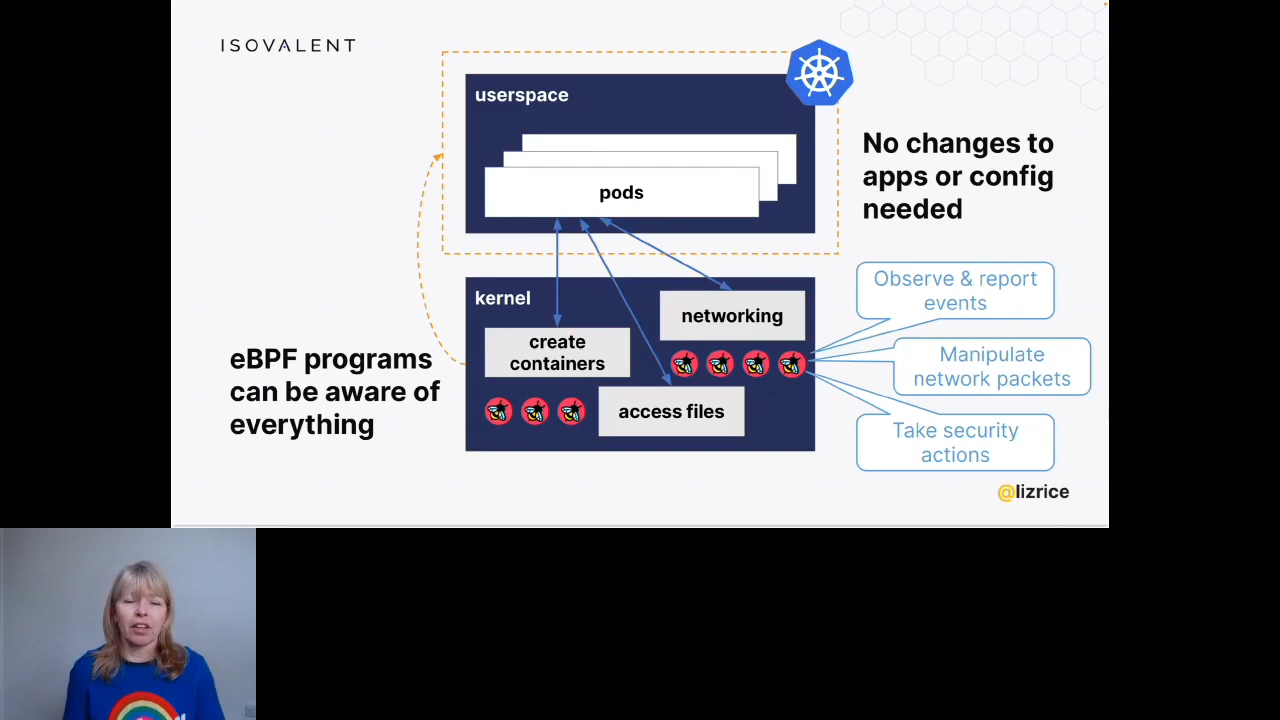 ISOVALENT
userspace
pods
No changes to
apps or config
needed
kernel
networking
create
containers
access files
eBPF programs
can be aware of
everything
Observe & report
events
Manipulate
network packets
Take security
actions
@lizrice